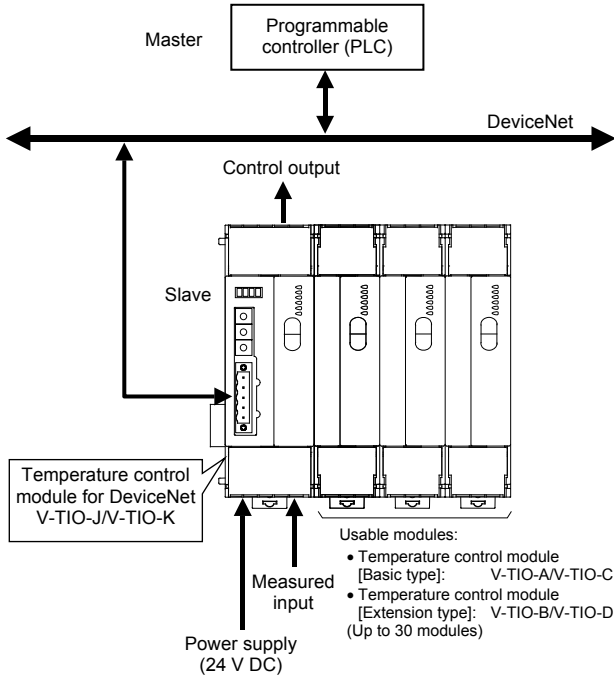 Master
Programmable
controller (PLC)
DeviceNet
Control output
Slave
Temperature control
module for DeviceNet
V-TIO-J/V-TIO-K
Measured
input
Power supply
(24 V DC)
Usable modules:
• Temperature control module
[Basic type]: V-TIO-A/V-TIO-C
• Temperature control module
[Extension type]: V-TIO-B/V-TIO-D
(Up to 30 modules)